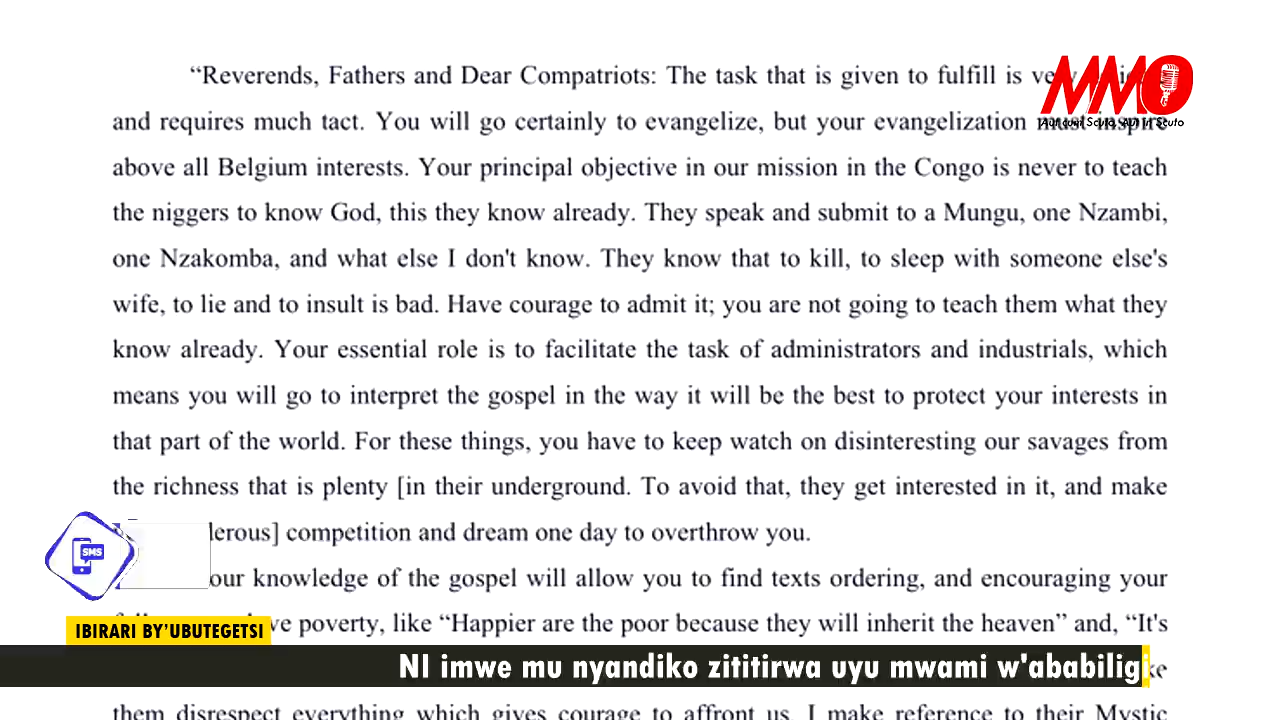 “Reverends, Fathers and Dear Compatriots: The task that is given to fulfill is
and requires much tact. You will go certainly to evangelize, but your evangelization
above all Belgium interests. Your principal objective in our mission in the Congo is never to teach
the niggers to know God, this they know already. They speak and submit to a Mungu, one Nzambi,
one Nzakomba, and what else I don't know. They know that to kill, to sleep with someone else's
wife, to lie and to insult is bad. Have courage to admit it; you are not going to teach them what they
know already. Your essential role is to facilitate the task of administrators and industrials, which
means you will go to interpret the gospel in the way it will be the best to protect your interests in
that part of the world. For these things, you have to keep watch on disinteresting our savages from
the richness that is plenty [in their underground. To avoid that, they get interested in it, and make
competition and dream one day to overthrow you.
knowledge of the gospel will allow you to find texts ordering, and encouraging your
poverty, like “Happier are the poor because they will inherit the heaven” and, “It's
them disrespect everything which gives courage to affront us. I make reference to their Mystic
MMO
Aut cum Scuto, Aut in Scuto
SMS
IBIRARI BY’UBUTEGETSI
NI imwe mu nyandiko zititirwa uyu mwami w'ababilig